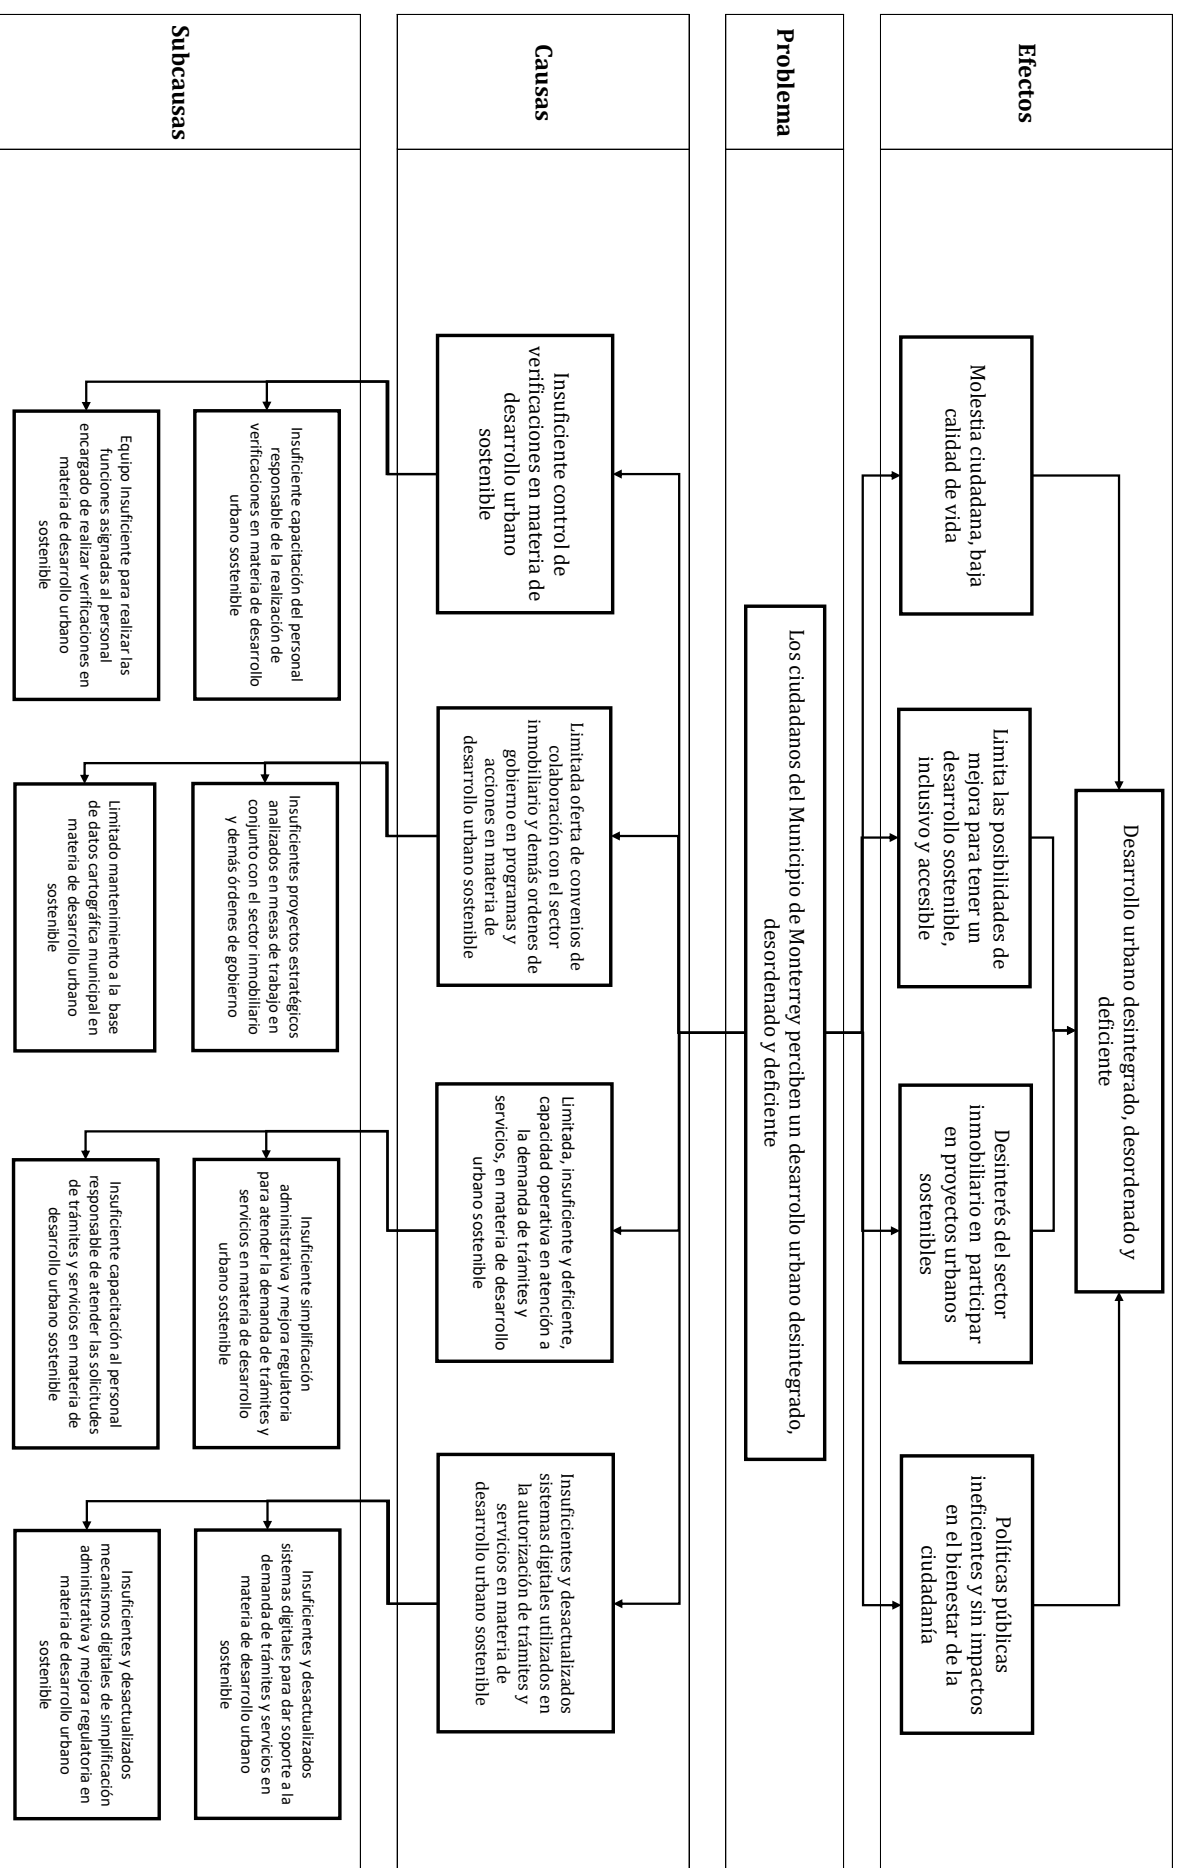 Efectos
Desarrollo urbano desintegrado, desordenado y
deficiente
Molestia ciudadana, baja
calidad de vida
Limita las posibilidades de
mejora para tener un
desarrollo sostenible,
inclusivo y accesible
Desinterés del sector
inmobiliario en participar
en proyectos urbanos
sostenibles
Políticas públicas
ineficientes y sin impactos
en el bienestar de la
ciudadanía
Problema
Los ciudadanos del Municipio de Monterrey perciben un desarrollo urbano desintegrado,
desordenado y deficiente
Causas
Insuficiente control de
verificaciones en materia de
desarrollo urbano
sostenible
Limitada oferta de convenios de
colaboración con el sector
inmobiliario y demás ordenes de
gobierno en programas y
acciones en materia de
desarrollo urbano sostenible
Limitada, insuficiente y deficiente,
capacidad operativa en atención a
la demanda de trámites y
servicios, en materia de desarrollo
urbano sostenible
Insuficientes y desactualizados
sistemas digitales utilizados en
la autorización de trámites y
servicios en materia de
desarrollo urbano sostenible
Subcausas
Insuficiente capacitación del personal
responsable de la realización de
verificaciones en materia de desarrollo
urbano sostenible
Insuficientes proyectos estratégicos
analizados en mesas de trabajo en
conjunto con el sector inmobiliario
y demás órdenes de gobierno
Insuficiente simplificación
administrativa y mejora regulatoria
para atender la demanda de trámites y
servicios en materia de desarrollo
urbano sostenible
Insuficientes y desactualizados
sistemas digitales para dar soporte a la
demanda de trámites y servicios en
materia de desarrollo urbano
sostenible
Equipo Insuficiente para realizar las
funciones asignadas al personal
encargado de realizar verificaciones en
materia de desarrollo urbano
sostenible
Limitado mantenimiento a la base
de datos cartográfica municipal en
materia de desarrollo urbano
sostenible
Insuficiente capacitación al personal
responsable de atender las solicitudes
de trámites y servicios en materia de
desarrollo urbano sostenible
Insuficientes y desactualizados
mecanismos digitales de simplificación
administrativa y mejora regulatoria en
materia de desarrollo urbano
sostenible